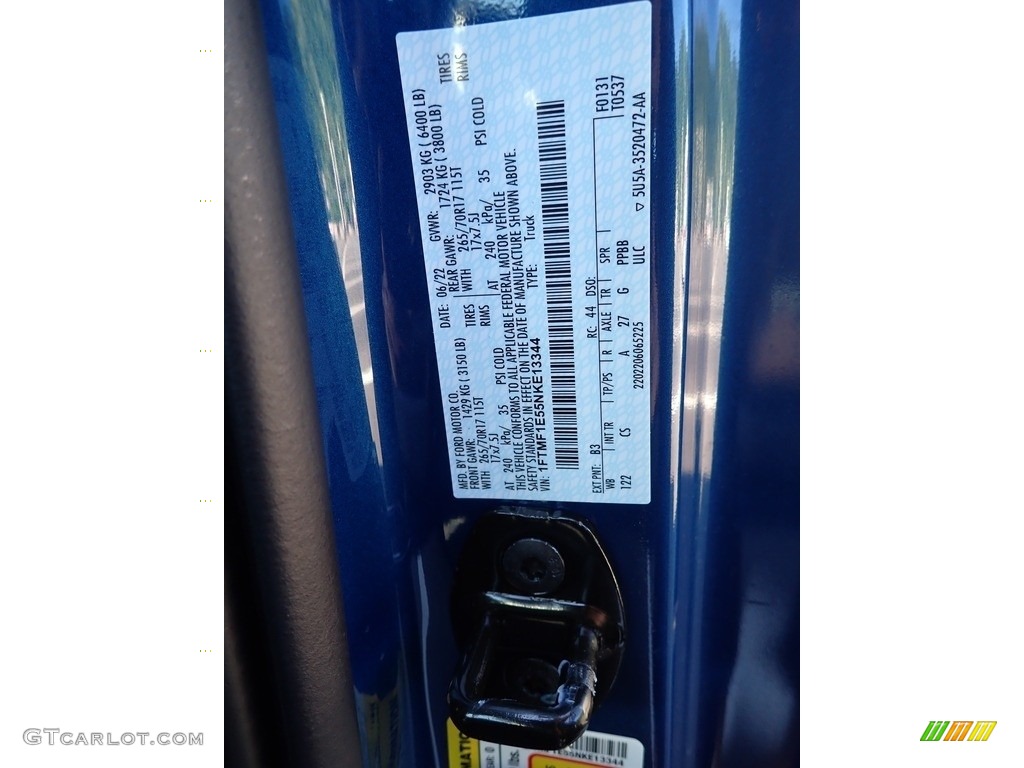 MFD. BY FORD MOTOR CO.
DATE: 06/22
GVWR: 2903 KG ( 6400 LB)
FRONT GAWR: 1429 KG ( 3150 LB)
REAR GAWR: 1724 KG ( 3800 LB)
WITH 265/70R17 115T TIRES
WITH 265/70R17 115T TIRES
17x7.5J RIMS
17x7.5J RIMS
AT 240 kPa/ 35 PSI COLD
AT 240 kPa/ 35 PSI COLD
THIS VEHICLE CONFORMS TO ALL APPLICABLE FEDERAL MOTOR VEHICLE
SAFETY STANDARDS IN EFFECT ON THE DATE OF MANUFACTURE SHOWN ABOVE.
VIN: 1FTMF1E55NKE13344
TYPE: Truck
F0131
T0537
EXT PNT: B3 RC: 44 DSO:
WB INT TR TP/PS R AXLE TR SPR
122 CS A 27 G PPBB
2202206065225 ULC
▽ 5U5A-3520472-AA
E55NKE13344
lbs.
GTCARLOT.COM